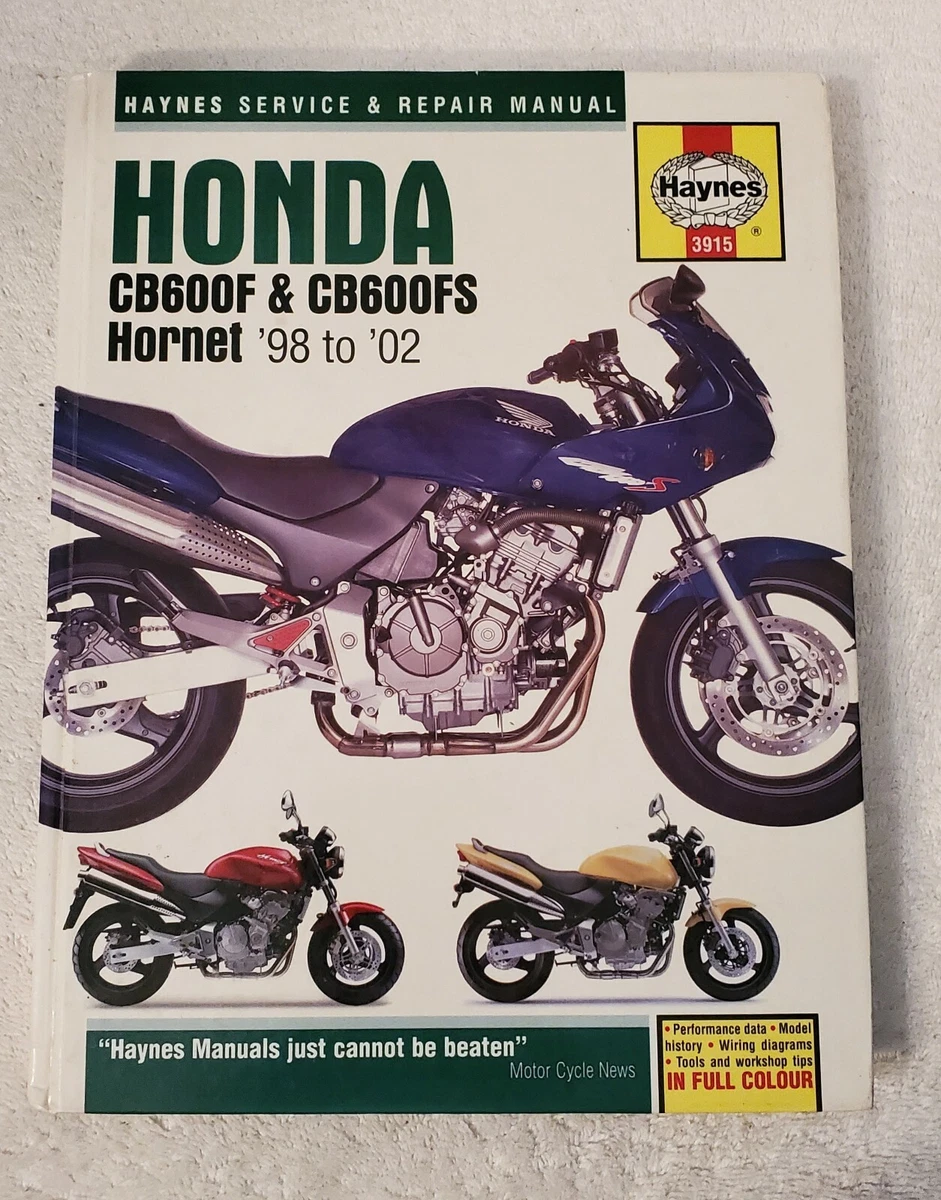 HAYNES SERVICE & REPAIR MANUAL
Haynes
®
3915
HONDA
CB600F & CB600FS
Hornet '98 to '02
HONDA
S
“Haynes Manuals just cannot be beaten”
Motor Cycle News
• Performance data • Model
history • Wiring diagrams
• Tools and workshop tips
IN FULL COLOUR